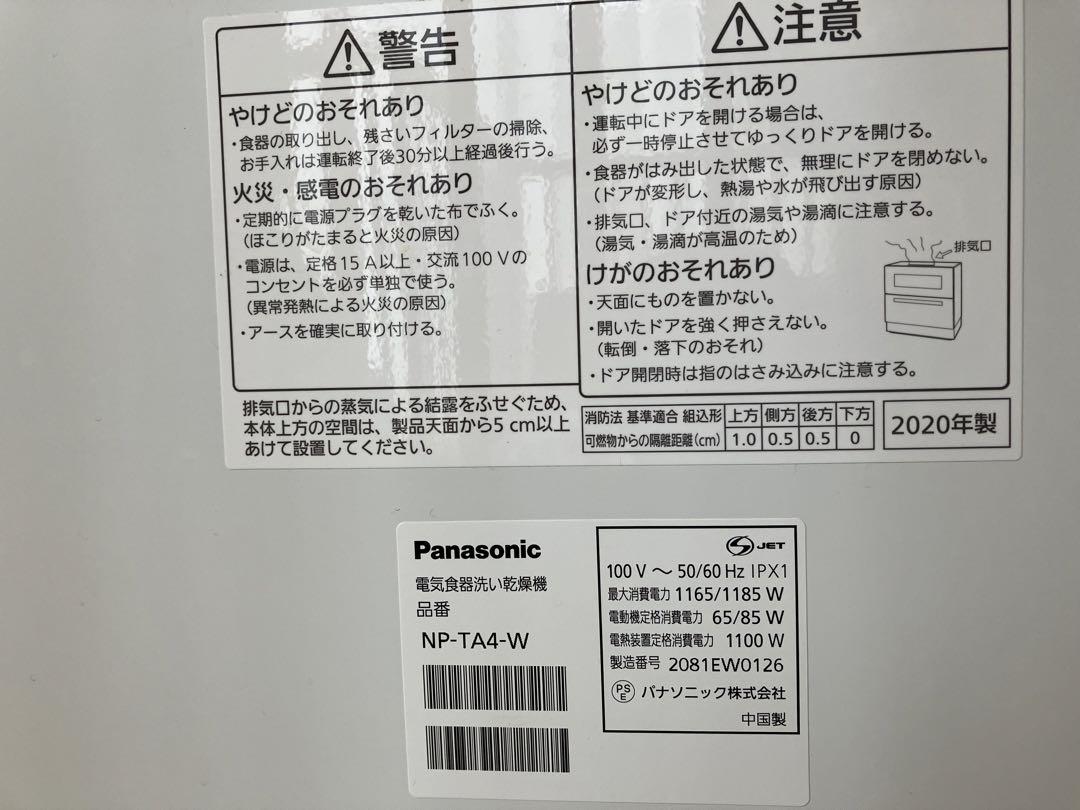 警告
やけどのおそれあり
・食器の取り出し、残さいフィルターの掃除、
お手入れは運転終了後30分以上経過後行う。
火災・感電のおそれあり
・定期的に電源プラグを乾いた布でふく。
(ほこりがたまると火災の原因)
・電源は、定格15A以上・交流100Vの
コンセントを必ず単独で使う。
(異常発熱による火災の原因)
・アースを確実に取り付ける。
注意
やけどのおそれあり
・運転中にドアを開ける場合は、
必ず一時停止させてゆっくりドアを開ける。
・食器がはみ出した状態で、無理にドアを閉めない。
(ドアが変形し、熱湯や水が飛び出す原因)
・排気口、ドア付近の湯気や湯滴に注意する。
(湯気・湯滴が高温のため)
排気口
けがのおそれあり
・天面にものを置かない。
・開いたドアを強く押さえない。
(転倒・落下のおそれ)
・ドア開閉時は指のはさみ込みに注意する。
排気口からの蒸気による結露をふせぐため、
本体上方の空間は、製品天面から5cm以上
あけて設置してください。
消防法 基準適合 組込形 上方 側方 後方 下方
可燃物からの隔離距離(cm) 1.0 0.5 0.5 0
2020年製
Panasonic
電気食器洗い乾燥機
品番
NP-TA4-W
JET
100 V ～ 50/60 Hz IPX1
最大消費電力 1165/1185 W
電動機定格消費電力 65/85 W
電熱装置定格消費電力 1100 W
製造番号 2081EW0126
PSE パナソニック株式会社
中国製